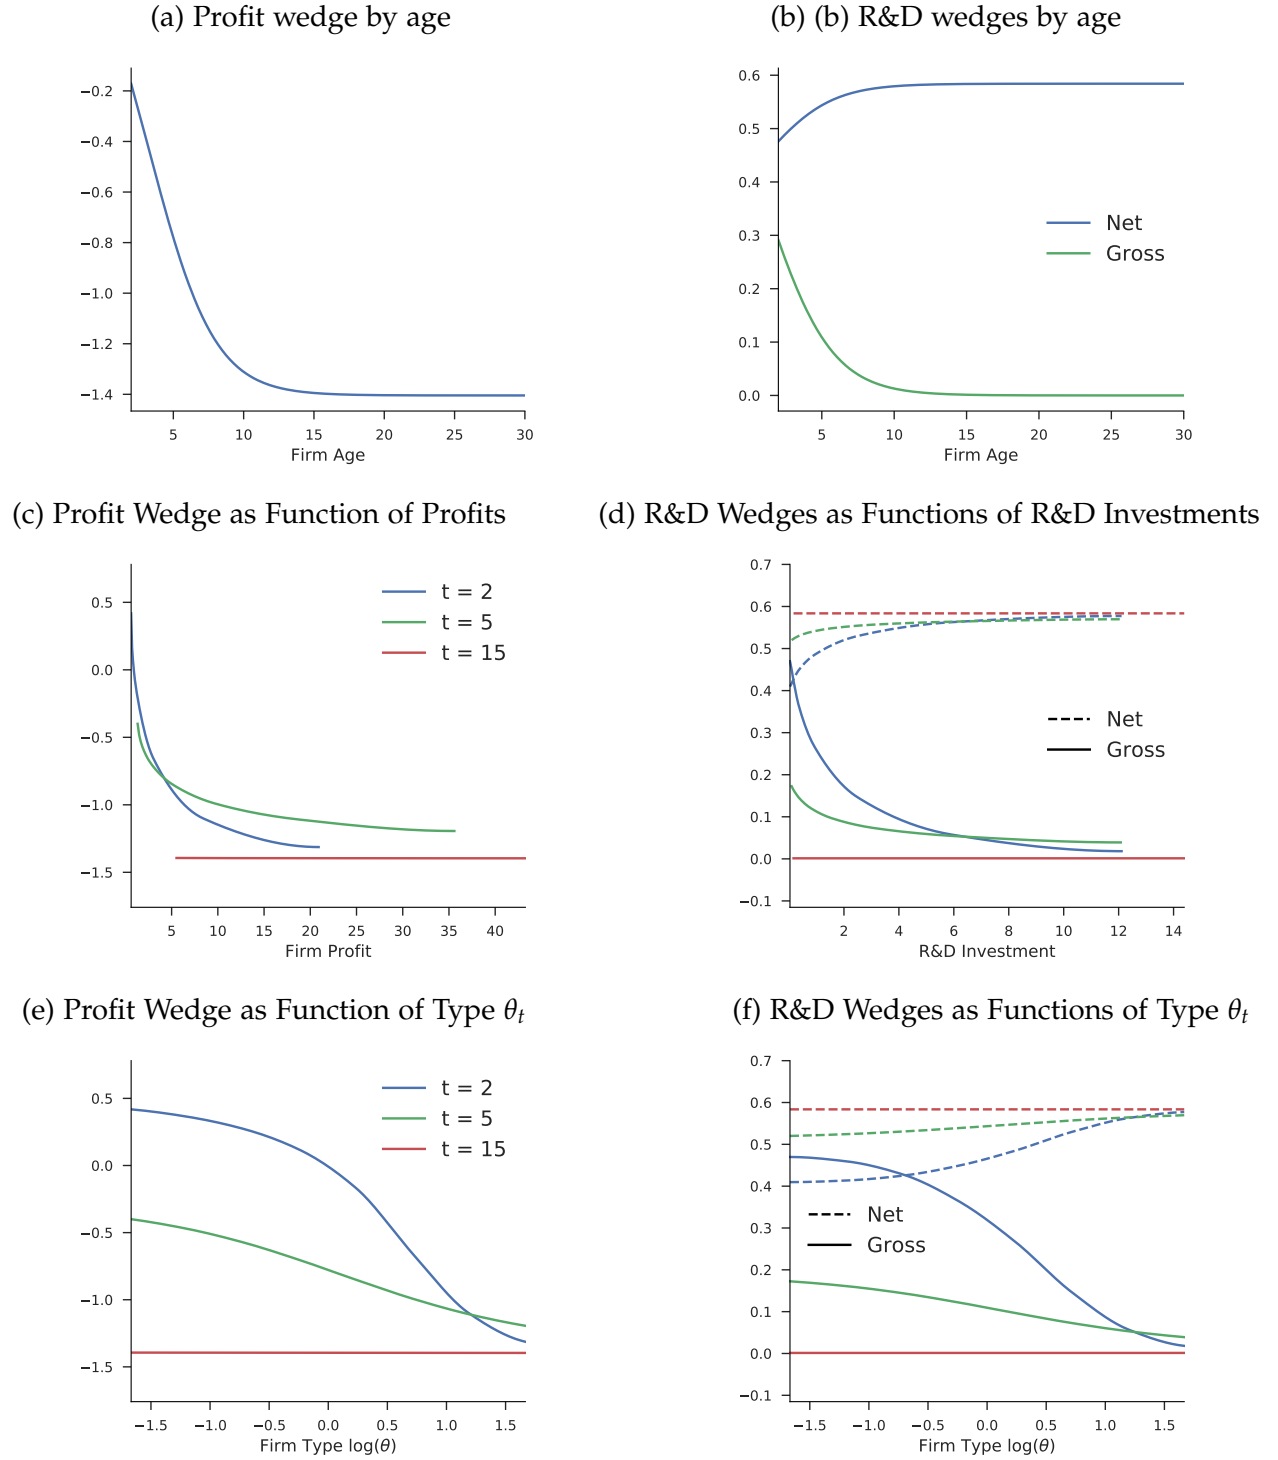 (a) Profit wedge by age
−0.2
−0.4
−0.6
−0.8
−1.0
−1.2
−1.4
5 10 15 20 25 30
Firm Age
(b) (b) R&D wedges by age
0.6
0.5
0.4
0.3
0.2
0.1
0.0
Net
Gross
5 10 15 20 25 30
Firm Age
(c) Profit Wedge as Function of Profits
0.5
0.0
−0.5
−1.0
−1.5
t = 2
t = 5
t = 15
5 10 15 20 25 30 35 40
Firm Profit
(d) R&D Wedges as Functions of R&D Investments
0.7
0.6
0.5
0.4
0.3
0.2
0.1
0.0
−0.1
Net
Gross
2 4 6 8 10 12 14
R&D Investment
(e) Profit Wedge as Function of Type θt
0.5
0.0
−0.5
−1.0
−1.5
t = 2
t = 5
t = 15
−1.5 −1.0 −0.5 0.0 0.5 1.0 1.5
Firm Type log(θ)
(f) R&D Wedges as Functions of Type θt
0.7
0.6
0.5
0.4
0.3
0.2
0.1
0.0
−0.1
Net
Gross
−1.5 −1.0 −0.5 0.0 0.5 1.0 1.5
Firm Type log(θ)